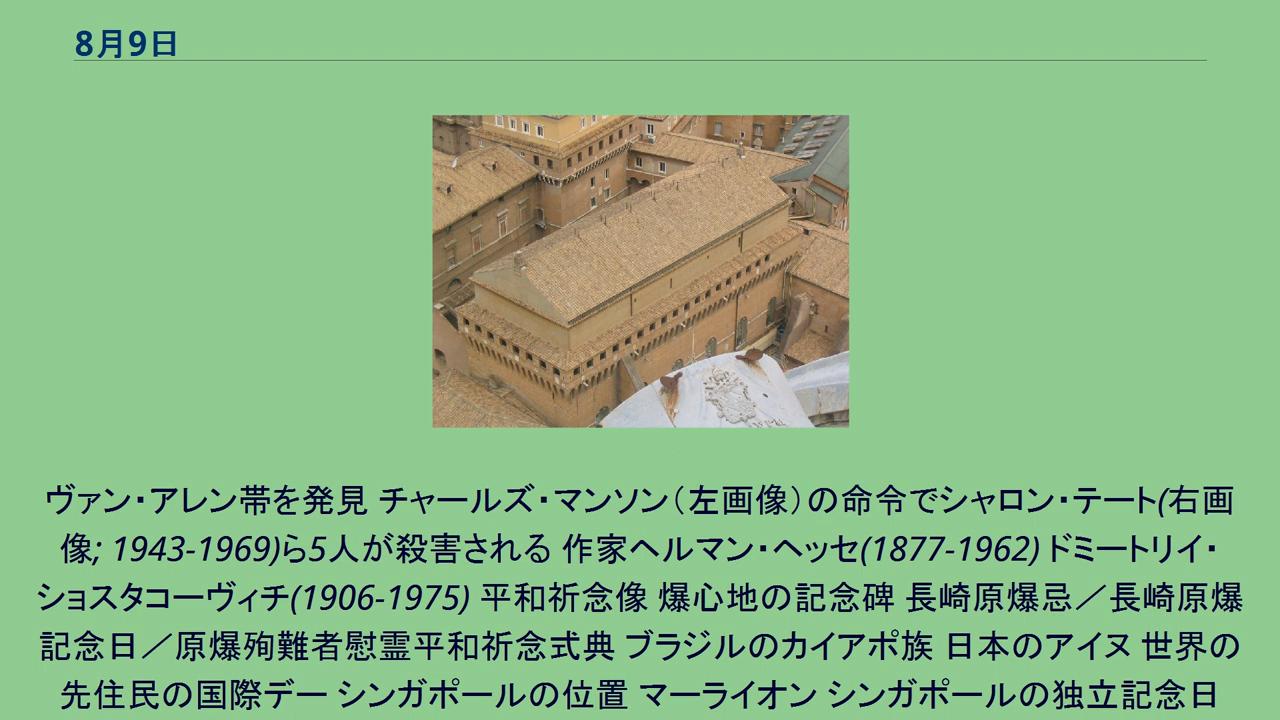 8月9日
ヴァン・アレン帯を発見 チャールズ・マンソン（左画像）の命令でシャロン・テート(右画
像; 1943-1969)ら5人が殺害される 作家ヘルマン・ヘッセ(1877-1962) ドミートリイ・
ショスタコーヴィチ(1906-1975) 平和祈念像 爆心地の記念碑 長崎原爆忌／長崎原爆
記念日／原爆殉難者慰霊平和祈念式典 ブラジルのカイアポ族 日本のアイヌ 世界の
先住民の国際デー シンガポールの位置 マーライオン シンガポールの独立記念日